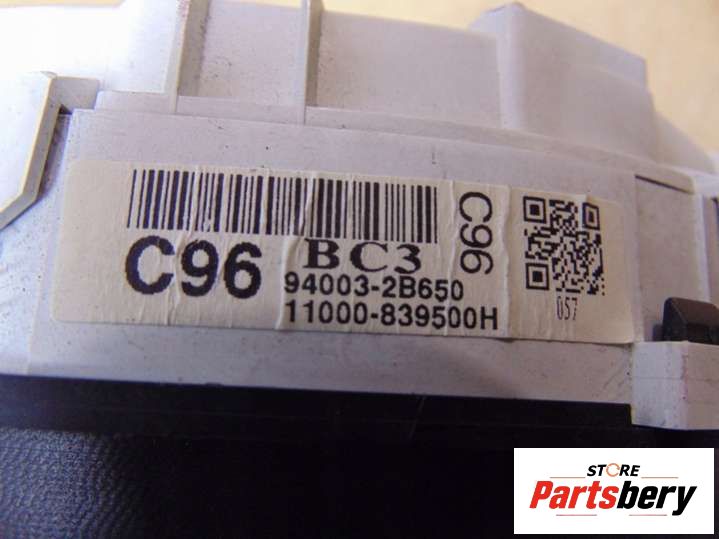 C96
BC3
94003-2B650
11000-839500H
C96
057
STORE
Partsbery